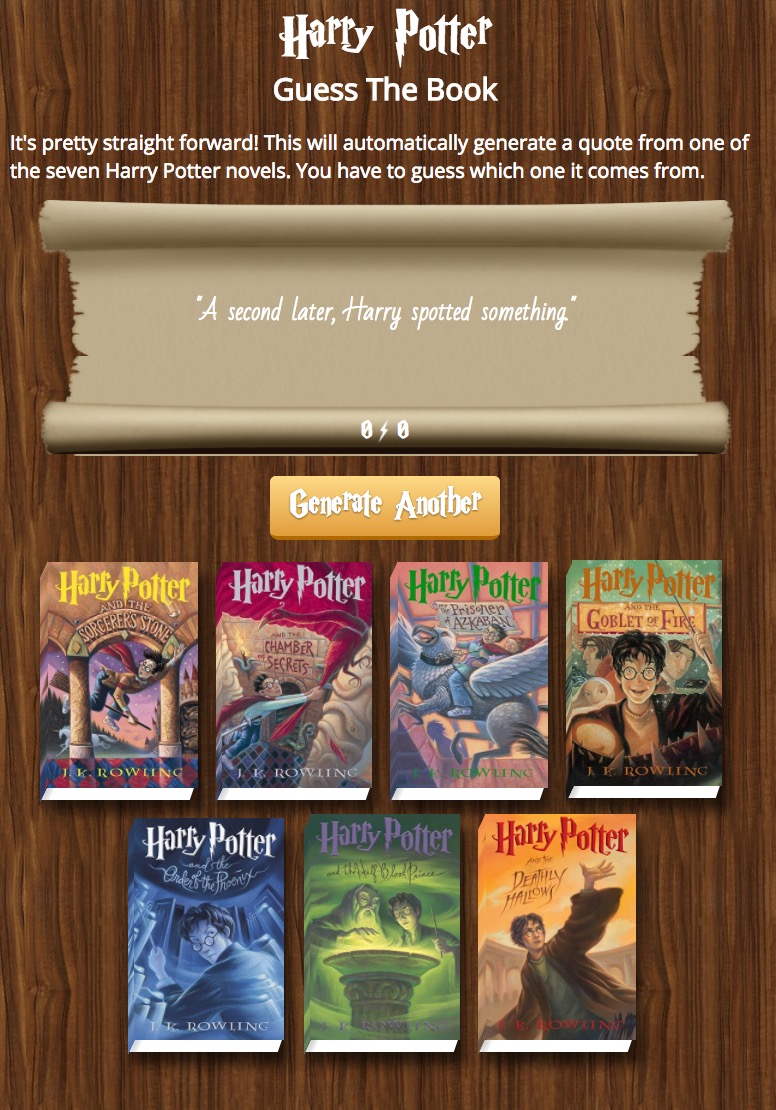 Harry Potter
Guess The Book
It's pretty straight forward! This will automatically generate a quote from one of
the seven Harry Potter novels. You have to guess which one it comes from.
"A second later, Harry spotted something."
0 / 0
Generate Another
Harry Potter
AND THE
SORCERER'S STONE
J. K. ROWLING
Harry Potter
AND THE
CHAMBER
OF SECRETS
J. K. ROWLING
Harry Potter
and the Prisoner
of AZKABAN
J. K. ROWLING
Harry Potter
AND THE
GOBLET OF FIRE
J. K. ROWLING
Harry Potter
and the
Order of the Phoenix
J. K. ROWLING
Harry Potter
and the Half-Blood Prince
J. K. ROWLING
Harry Potter
AND THE
DEATHLY
HALLOWS
J. K. ROWLING